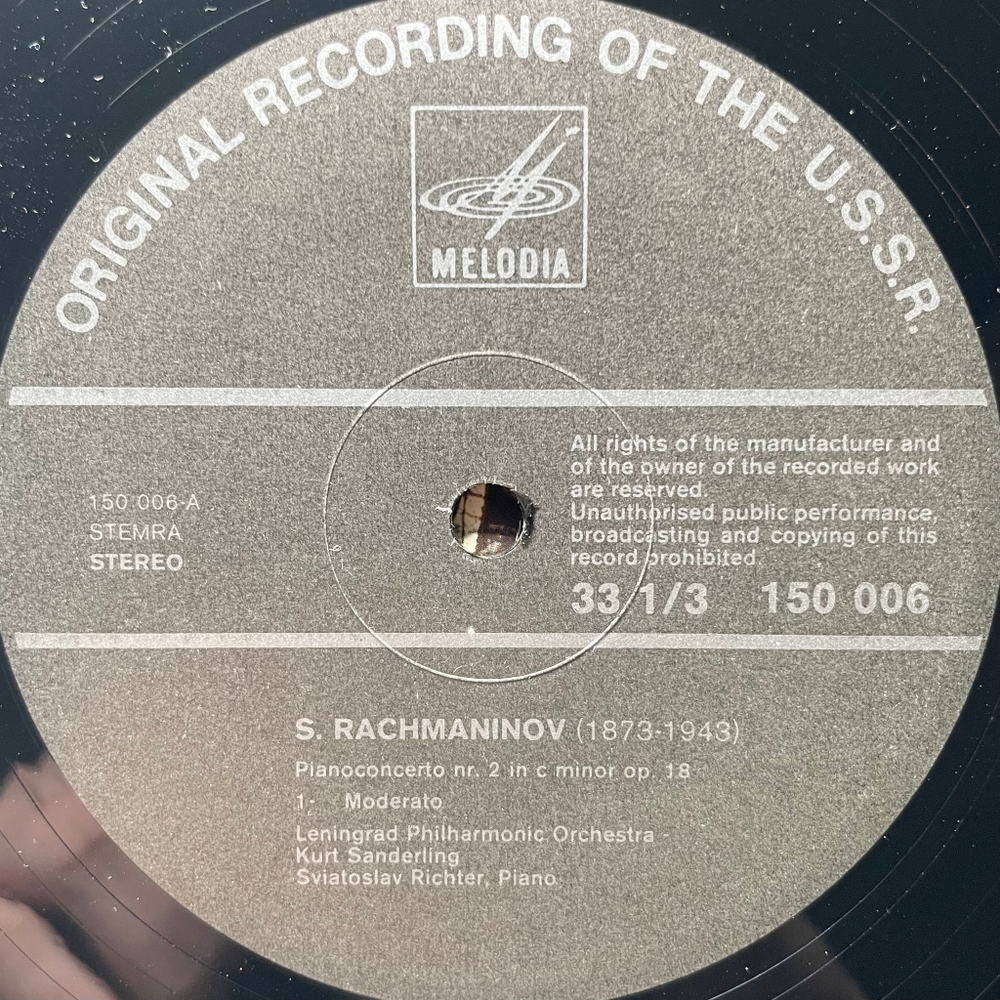 ORIGINAL RECORDING OF THE U.S.S.R.
MELODIA
All rights of the manufacturer and
of the owner of the recorded work
are reserved.
Unauthorised public performance,
broadcasting and copying of this
record prohibited.
33 1/3 150 006
150 006-A
STEMRA
STEREO
S. RACHMANINOV (1873-1943)
Pianoconcerto nr. 2 in c minor op. 18
1- Moderato
Leningrad Philharmonic Orchestra -
Kurt Sanderling
Sviatoslav Richter, Piano